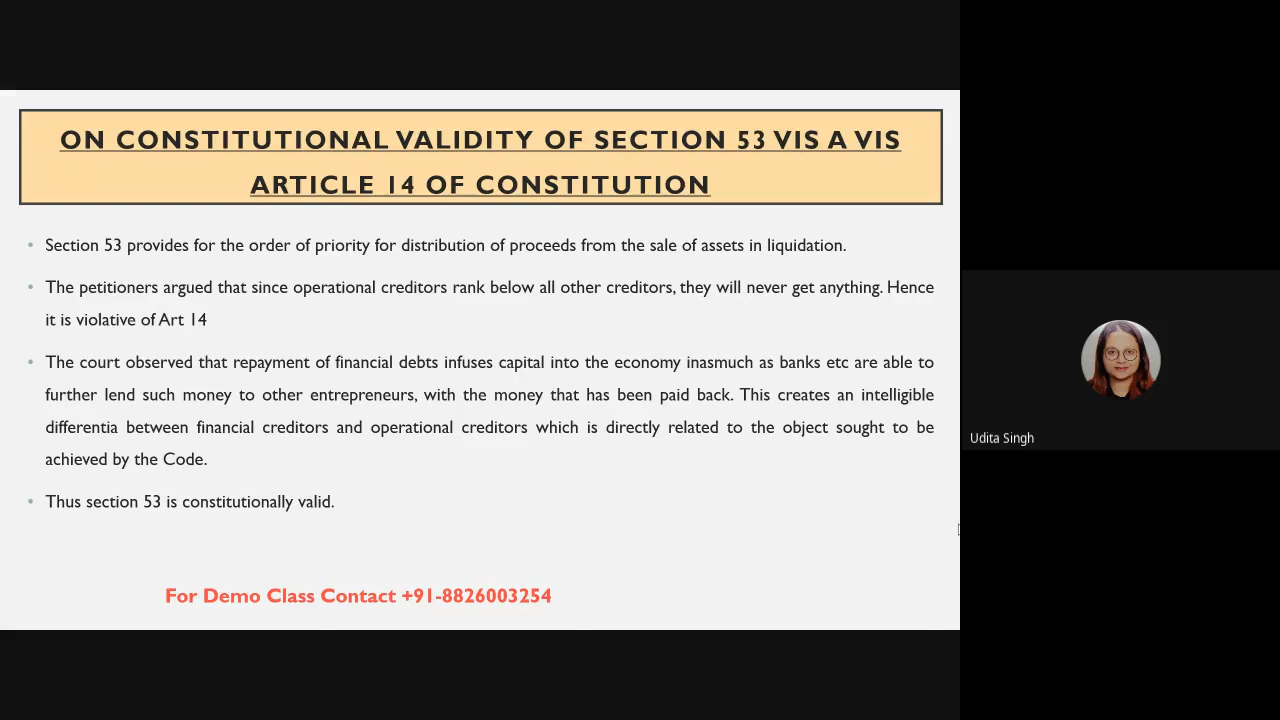 ON CONSTITUTIONAL VALIDITY OF SECTION 53 VIS A VIS
ARTICLE 14 OF CONSTITUTION
• Section 53 provides for the order of priority for distribution of proceeds from the sale of assets in liquidation.
• The petitioners argued that since operational creditors rank below all other creditors, they will never get anything. Hence
it is violative of Art 14
• The court observed that repayment of financial debts infuses capital into the economy inasmuch as banks etc are able to
further lend such money to other entrepreneurs, with the money that has been paid back. This creates an intelligible
differentia between financial creditors and operational creditors which is directly related to the object sought to be
achieved by the Code.
• Thus section 53 is constitutionally valid.
For Demo Class Contact +91-8826003254
Udita Singh